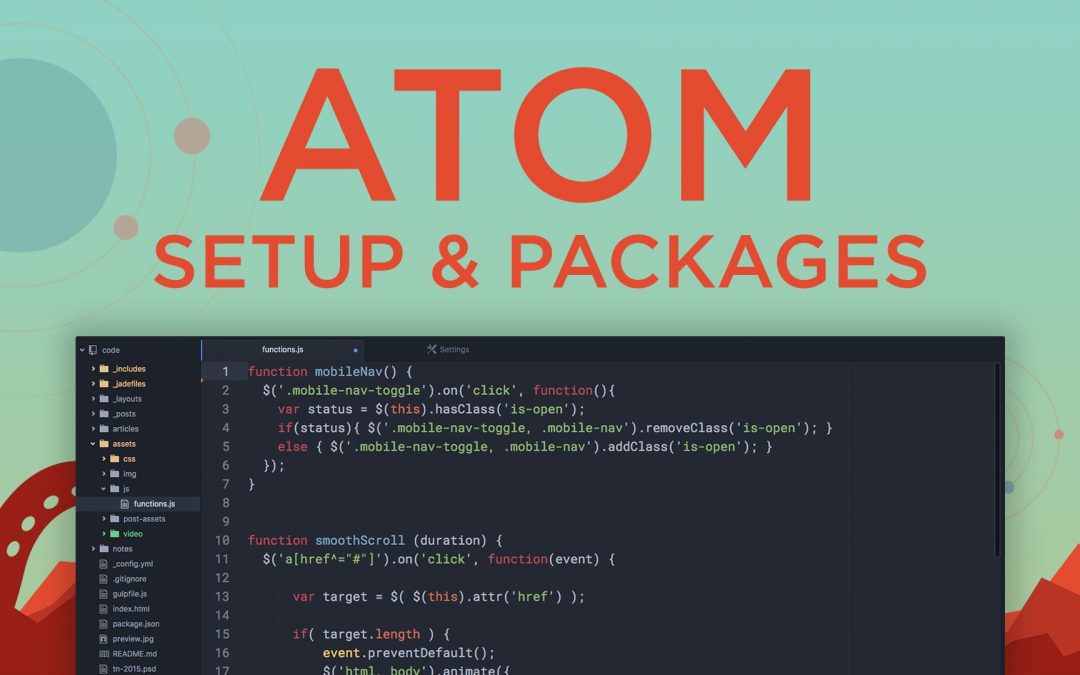 ATOM
SETUP & PACKAGES
code
_includes
_jadefiles
_layouts
_posts
articles
assets
css
img
js
functions.js
post-assets
video
notes
_config.yml
.gitignore
gulpfile.js
index.html
package.json
preview.jpg
README.md
tn-2015.psd
functions.js
Settings
1 function mobileNav() {
2 $('.mobile-nav-toggle').on('click', function(){
3 var status = $(this).hasClass('is-open');
4 if(status){ $('.mobile-nav-toggle, .mobile-nav').removeClass('is-open'); }
5 else { $('.mobile-nav-toggle, .mobile-nav').addClass('is-open'); }
6 });
7 }
8
9
10 function smoothScroll (duration) {
11 $('a[href^="#"]').on('click', function(event) {
12
13 var target = $( $(this).attr('href') );
14
15 if( target.length ) {
16 event.preventDefault();
17 $('html, body').animate({